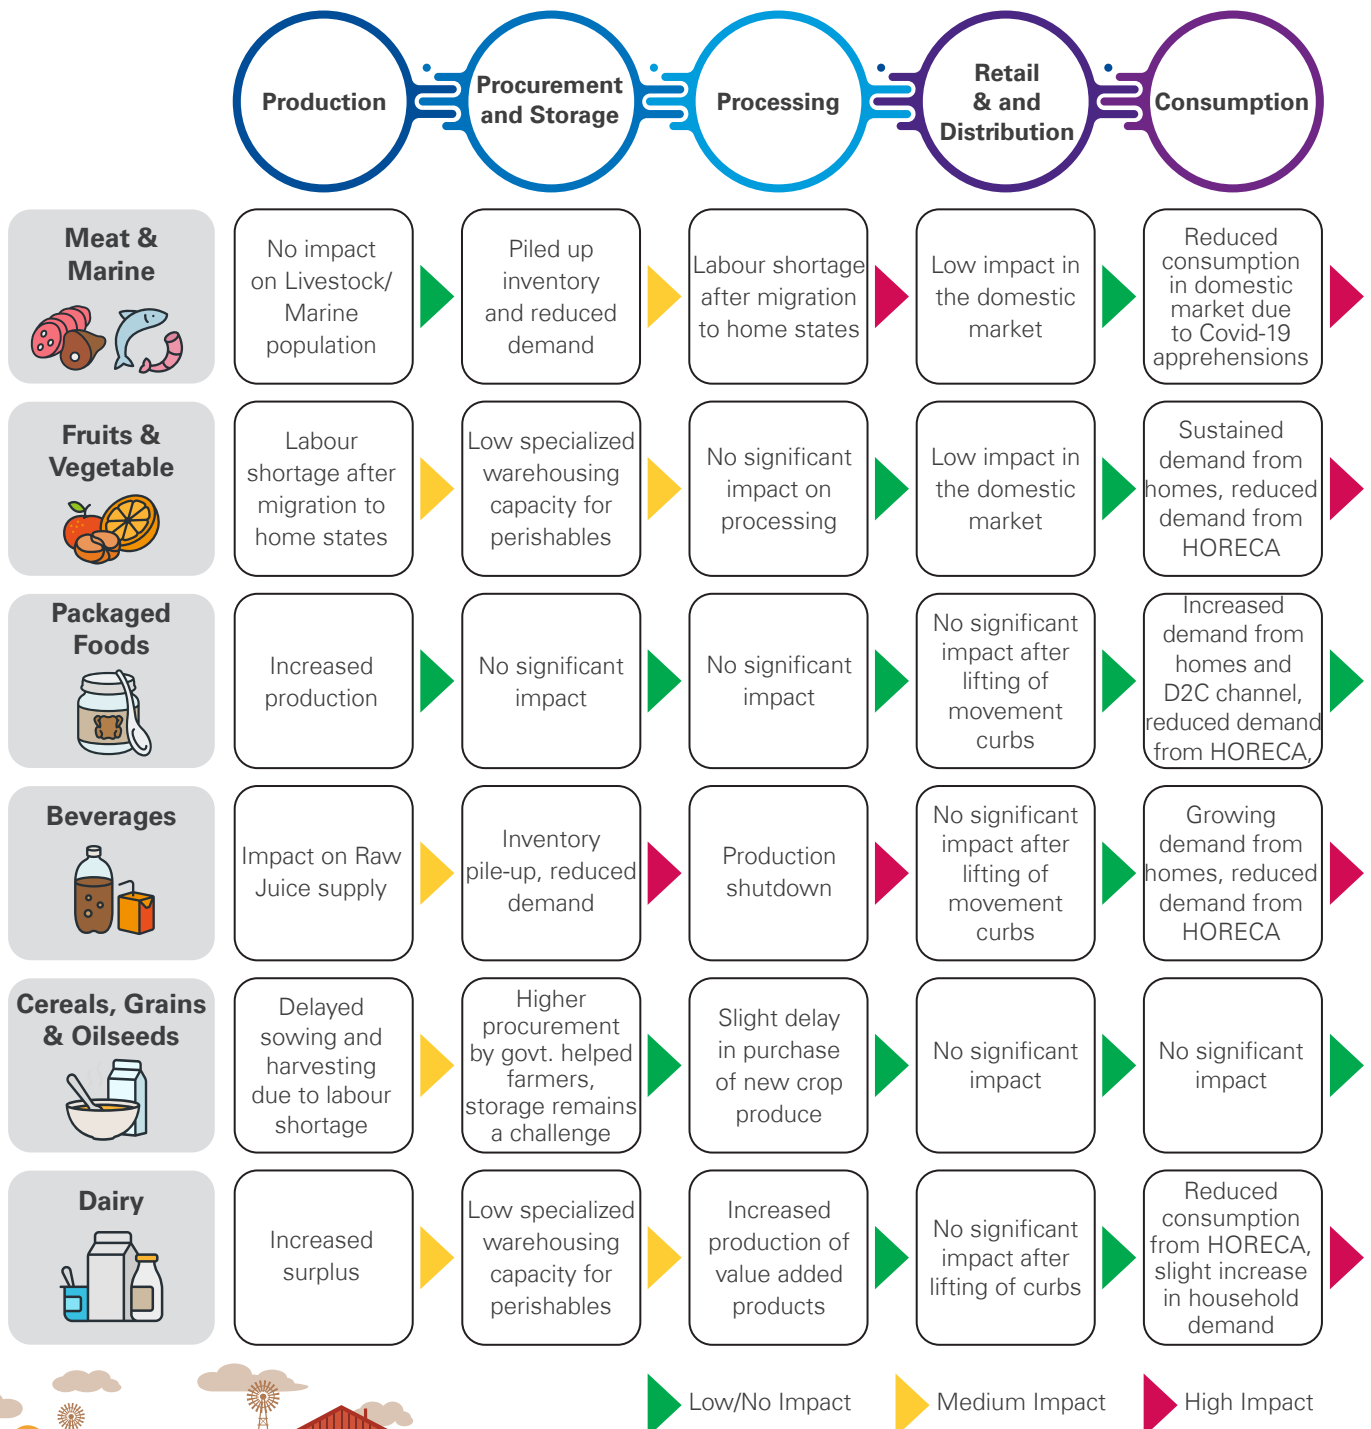 Production
Procurement
and Storage
Processing
Retail
& and
Distribution
Consumption
Meat &
Marine
No impact
on Livestock/
Marine
population
Piled up
inventory
and reduced
demand
Labour shortage
after migration
to home states
Low impact in
the domestic
market
Reduced
consumption
in domestic
market due
to Covid-19
apprehensions
Fruits &
Vegetable
Labour
shortage after
migration to
home states
Low specialized
warehousing
capacity for
perishables
No significant
impact on
processing
Low impact in
the domestic
market
Sustained
demand from
homes, reduced
demand from
HORECA
Packaged
Foods
Increased
production
No significant
impact
No significant
impact
No significant
impact after
lifting of
movement
curbs
Increased
demand from
homes and
D2C channel,
reduced demand
from HORECA,
Beverages
Impact on Raw
Juice supply
Inventory
pile-up, reduced
demand
Production
shutdown
No significant
impact after
lifting of
movement
curbs
Growing
demand from
homes, reduced
demand from
HORECA
Cereals, Grains
& Oilseeds
Delayed
sowing and
harvesting
due to labour
shortage
Higher
procurement
by govt. helped
farmers,
storage remains
a challenge
Slight delay
in purchase
of new crop
produce
No significant
impact
No significant
impact
Dairy
Increased
surplus
Low specialized
warehousing
capacity for
perishables
Increased
production of
value added
products
No significant
impact after
lifting of curbs
Reduced
consumption
from HORECA,
slight increase
in household
demand
Low/No Impact
Medium Impact
High Impact